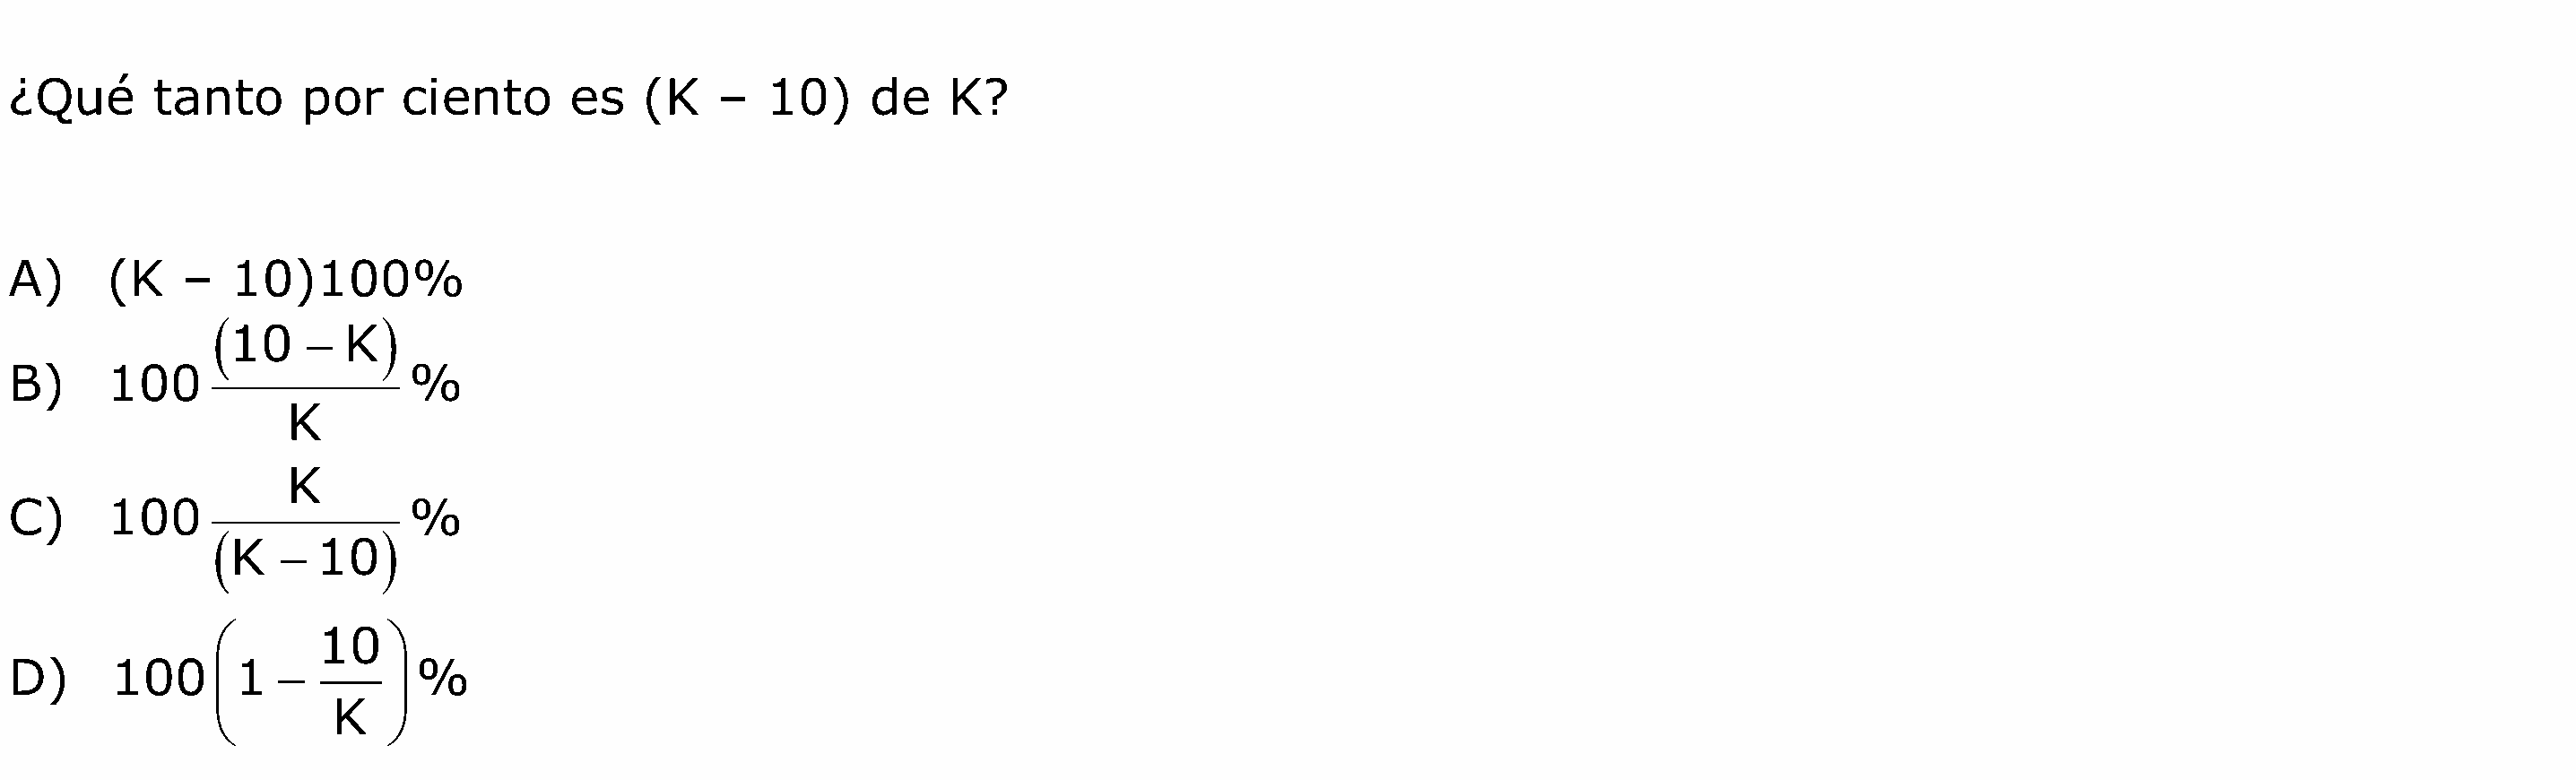 ¿Qué tanto por ciento es (K – 10) de K?
A) (K – 10)100%
B) 100 \frac{(10 – K)}{K} %
C) 100 \frac{K}{(K – 10)} %
D) 100 \left(1 – \frac{10}{K}\right) %